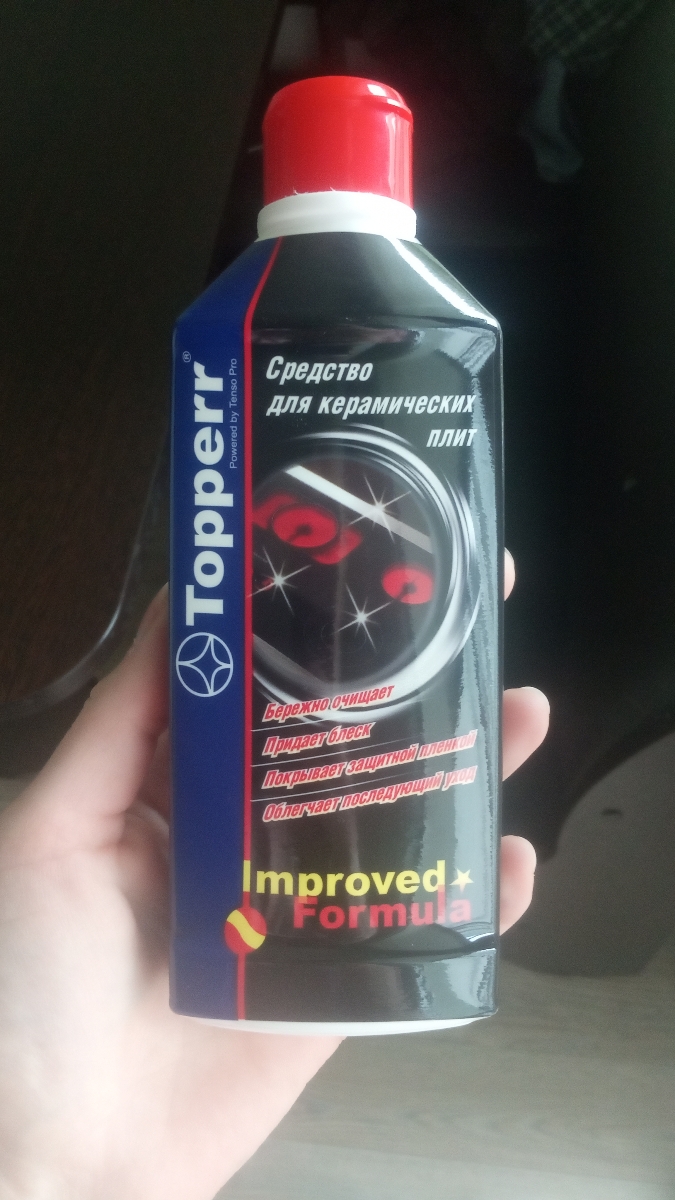 Topperr®
Powered by Tenso Pro
Средство
для керамических
плит
Бережно очищает
Придает блеск
Покрывает защитной пленкой
Облегчает последующий уход
Improved
Formula